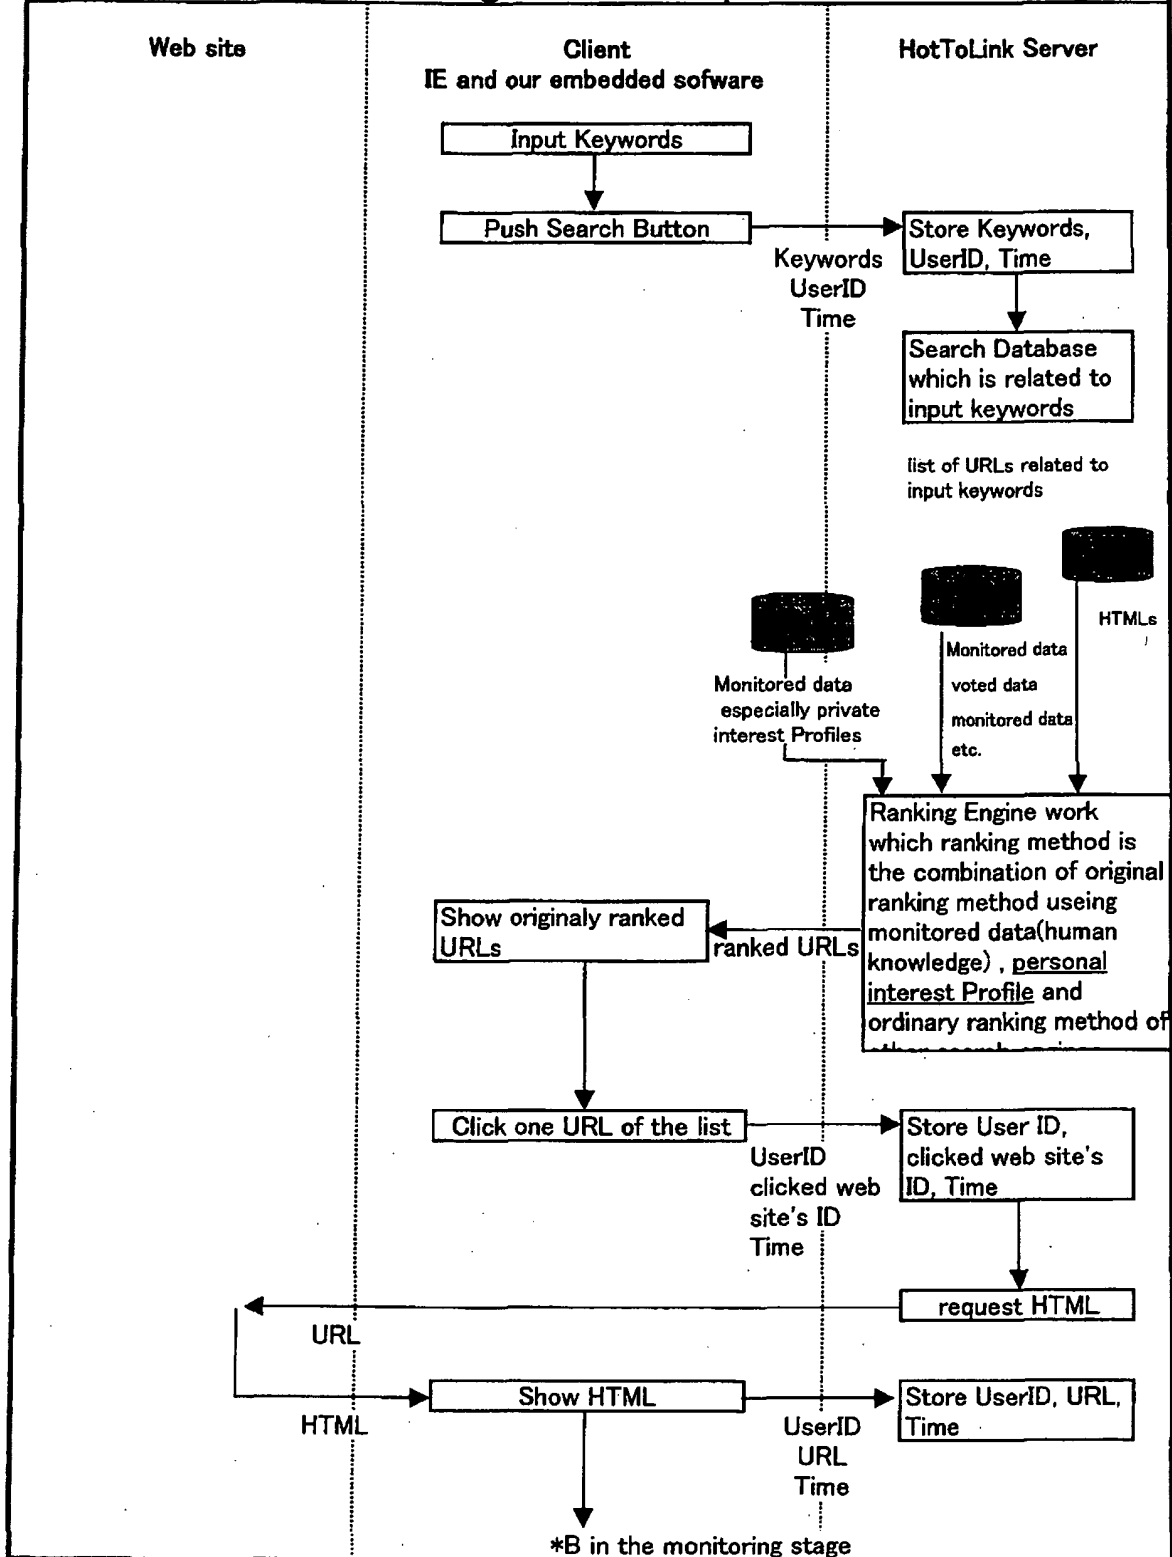 Web site
Client
IE and our embedded sofware
HotToLink Server
Input Keywords
Push Search Button
Keywords
UserID
Time
Store Keywords,
UserID, Time
Search Database
which is related to
input keywords
list of URLs related to
input keywords
HTMLs
Monitored data
voted data
monitored data
etc.
Monitored data
especially private
interest Profiles
Ranking Engine work
which ranking method is
the combination of original
ranking method useing
monitored data(human
knowledge) , personal
interest Profile and
ordinary ranking method of
Show originaly ranked
URLs
ranked URLs
Click one URL of the list
UserID
clicked web
site's ID
Time
Store User ID,
clicked web site's
ID, Time
request HTML
URL
HTML
Show HTML
UserID
URL
Time
Store UserID, URL,
Time
*B in the monitoring stage